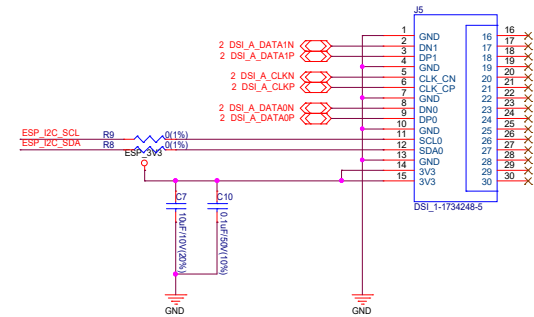 J5
1 GND 16 16
2 DSI_A_DATA1N 2 DN1 17 17
2 DSI_A_DATA1P 3 DP1 18 18
4 GND 19 19
2 DSI_A_CLKN 5 CLK_CN 20 20
2 DSI_A_CLKP 6 CLK_CP 21 21
7 GND 22 22
2 DSI_A_DATA0N 8 DN0 23 23
2 DSI_A_DATA0P 9 DP0 24 24
10 GND 25 25
ESP_I2C_SCL R9 0(1%) 11 SCL0 26 26
ESP_I2C_SDA R8 0(1%) 12 SDA0 27 27
ESP_3V3 13 GND 28 28
14 3V3 29 29
15 3V3 30 30
DSI_1-1734248-5
C7
10uF/10V(20%)
C10
0.1uF/50V(10%)
GND
GND